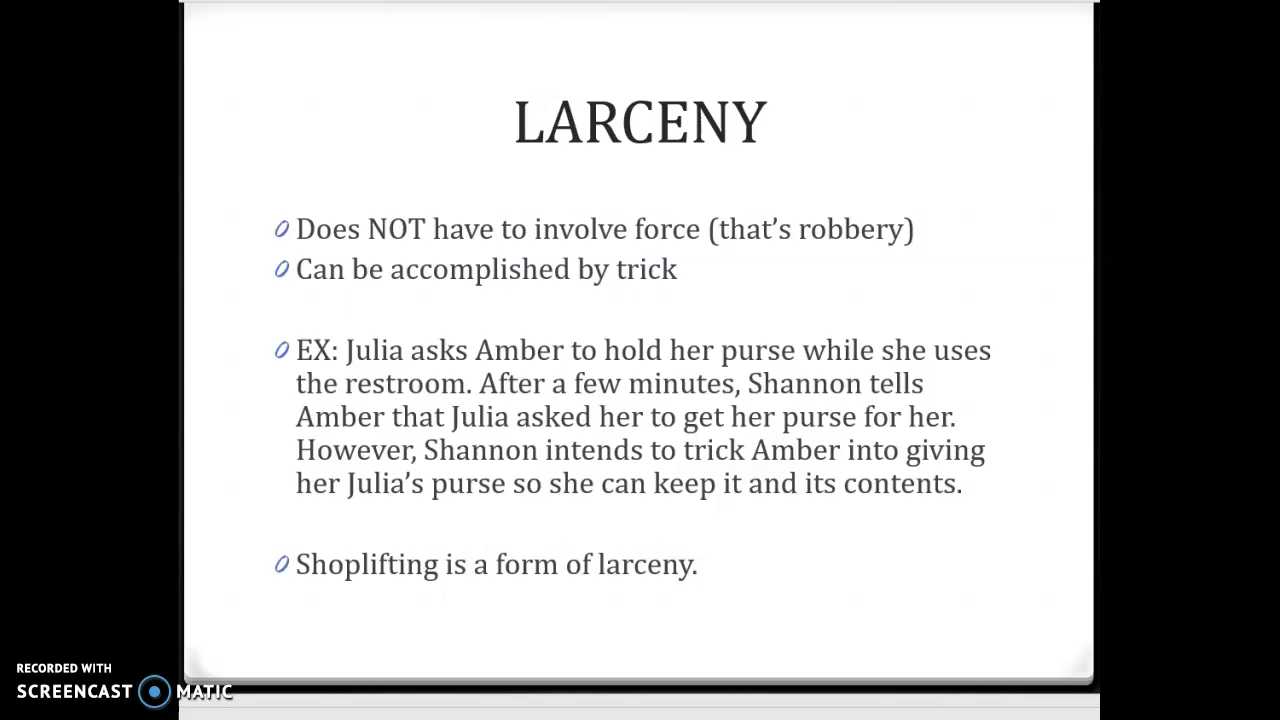 LARCENY
Does NOT have to involve force (that’s robbery)
Can be accomplished by trick
EX: Julia asks Amber to hold her purse while she uses
the restroom. After a few minutes, Shannon tells
Amber that Julia asked her to get her purse for her.
However, Shannon intends to trick Amber into giving
her Julia’s purse so she can keep it and its contents.
Shoplifting is a form of larceny.
RECORDED WITH
SCREENCAST MATIC